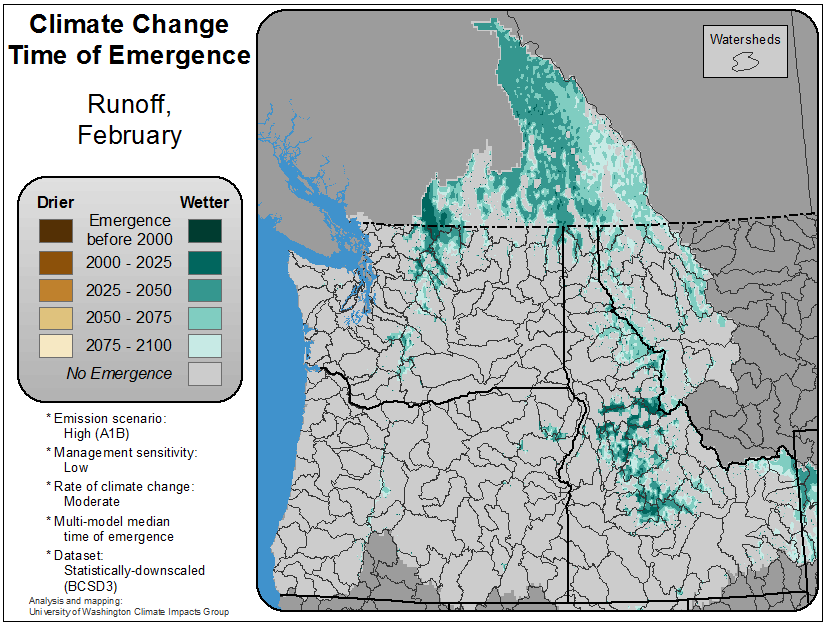 Climate Change
Time of Emergence
Runoff,
February
Drier
Wetter
Emergence
before 2000
2000 - 2025
2025 - 2050
2050 - 2075
2075 - 2100
No Emergence
* Emission scenario:
High (A1B)
* Management sensitivity:
Low
* Rate of climate change:
Moderate
* Multi-model median
time of emergence
* Dataset:
Statistically-downscaled
(BCSD3)
Analysis and mapping:
University of Washington Climate Impacts Group
Watersheds